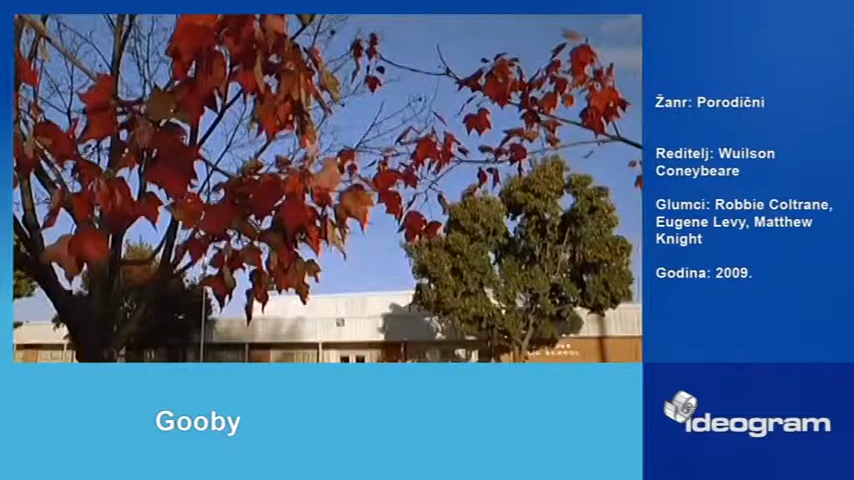 Žanr: Porodični
Reditelj: Wuilson
Coneybeare
Glumci: Robbie Coltrane,
Eugene Levy, Matthew
Knight
Godina: 2009.
Gooby
ideogram